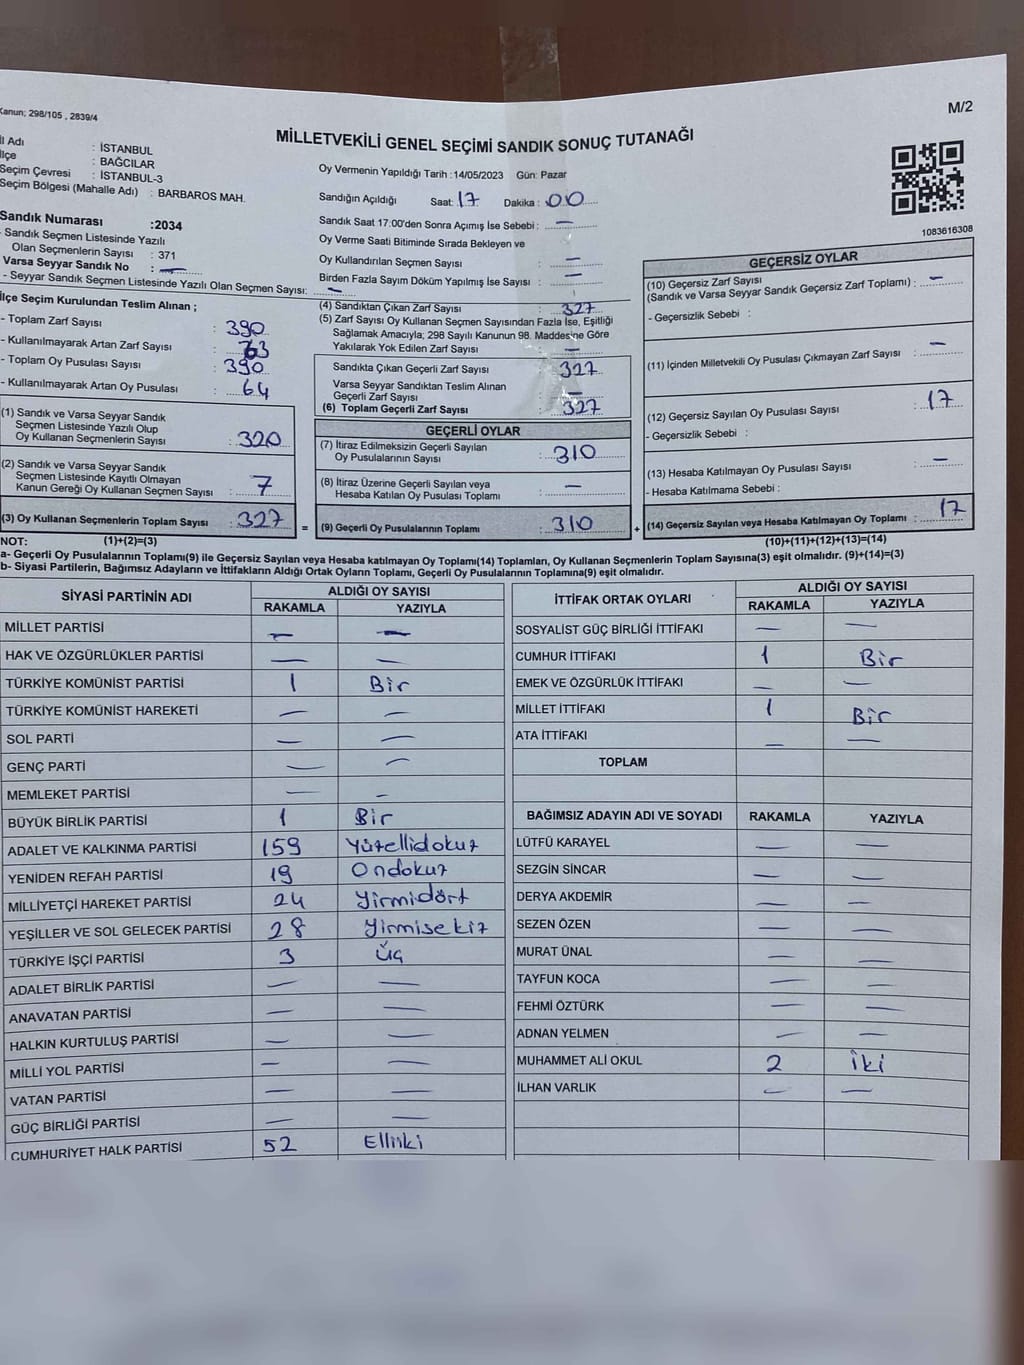 Kanun; 298/105 , 2839/4
M/2
MİLLETVEKİLİ GENEL SEÇİMİ SANDIK SONUÇ TUTANAĞI
İl Adı : İSTANBUL
İlçe : BAĞCILAR
Seçim Çevresi : İSTANBUL-3
Seçim Bölgesi (Mahalle Adı) : BARBAROS MAH.
Sandık Numarası :2034
- Sandık Seçmen Listesinde Yazılı
Olan Seçmenlerin Sayısı : 371
Varsa Seyyar Sandık No : —
- Seyyar Sandık Seçmen Listesinde Yazılı Olan Seçmen Sayısı: —
İlçe Seçim Kurulundan Teslim Alınan ;
- Toplam Zarf Sayısı : 390
- Kullanılmayarak Artan Zarf Sayısı : 63
- Toplam Oy Pusulası Sayısı : 390
- Kullanılmayarak Artan Oy Pusulası : 64
(1) Sandık ve Varsa Seyyar Sandık
Seçmen Listesinde Yazılı Olup
Oy Kullanan Seçmenlerin Sayısı : 320
(2) Sandık ve Varsa Seyyar Sandık
Seçmen Listesinde Kayıtlı Olmayan
Kanun Gereği Oy Kullanan Seçmen Sayısı : 7
(3) Oy Kullanan Seçmenlerin Toplam Sayısı : 327
Oy Vermenin Yapıldığı Tarih :14/05/2023 Gün: Pazar
Sandığın Açıldığı Saat: 17 Dakika : 00
Sandık Saat 17:00'den Sonra Açımış İse Sebebi : —
Oy Verme Saati Bitiminde Sırada Bekleyen ve
Oy Kullandırılan Seçmen Sayısı : —
Birden Fazla Sayım Döküm Yapılmış İse Sayısı : —
(4) Sandıktan Çıkan Zarf Sayısı : 327
(5) Zarf Sayısı Oy Kullanan Seçmen Sayısından Fazla İse, Eşitliği
Sağlamak Amacıyla; 298 Sayılı Kanunun 98. Maddesine Göre
Yakılarak Yok Edilen Zarf Sayısı : —
Sandıkta Çıkan Geçerli Zarf Sayısı : 327
Varsa Seyyar Sandıktan Teslim Alınan
Geçerli Zarf Sayısı : —
(6) Toplam Geçerli Zarf Sayısı : 327
GEÇERLİ OYLAR
(7) İtiraz Edilmeksizin Geçerli Sayılan
Oy Pusulalarının Sayısı : 310
(8) İtiraz Üzerine Geçerli Sayılan veya
Hesaba Katılan Oy Pusulası Toplamı : —
= (9) Geçerli Oy Pusulalarının Toplamı : 310 +
1083616308
GEÇERSİZ OYLAR
(10) Geçersiz Zarf Sayısı
(Sandık ve Varsa Seyyar Sandık Geçersiz Zarf Toplamı) : —
- Geçersizlik Sebebi :
(11) İçinden Milletvekili Oy Pusulası Çıkmayan Zarf Sayısı : —
(12) Geçersiz Sayılan Oy Pusulası Sayısı : 17
- Geçersizlik Sebebi :
(13) Hesaba Katılmayan Oy Pusulası Sayısı : —
- Hesaba Katılmama Sebebi :
(14) Geçersiz Sayılan veya Hesaba Katılmayan Oy Toplamı : 17
NOT: (1)+(2)=(3) (10)+(11)+(12)+(13)=(14)
a- Geçerli Oy Pusulalarının Toplamı(9) ile Geçersiz Sayılan veya Hesaba katılmayan Oy Toplamı(14) Toplamları, Oy Kullanan Seçmenlerin Toplam Sayısına(3) eşit olmalıdır. (9)+(14)=(3)
b- Siyasi Partilerin, Bağımsız Adayların ve İttifakların Aldığı Ortak Oyların Toplamı, Geçerli Oy Pusulalarının Toplamına(9) eşit olmalıdır.
SİYASİ PARTİNİN ADI ALDIĞI OY SAYISI
RAKAMLA YAZIYLA
MİLLET PARTİSİ — —
HAK VE ÖZGÜRLÜKLER PARTİSİ — —
TÜRKİYE KOMÜNİST PARTİSİ 1 Bir
TÜRKİYE KOMÜNİST HAREKETİ — —
SOL PARTİ — —
GENÇ PARTİ — —
MEMLEKET PARTİSİ — —
BÜYÜK BİRLİK PARTİSİ 1 Bir
ADALET VE KALKINMA PARTİSİ 159 Yüzellidokuz
YENİDEN REFAH PARTİSİ 19 Ondokuz
MİLLİYETÇİ HAREKET PARTİSİ 24 Yirmidört
YEŞİLLER VE SOL GELECEK PARTİSİ 28 Yirmisekiz
TÜRKİYE İŞÇİ PARTİSİ 3 Üç
ADALET BİRLİK PARTİSİ — —
ANAVATAN PARTİSİ — —
HALKIN KURTULUŞ PARTİSİ — —
MİLLİ YOL PARTİSİ — —
VATAN PARTİSİ — —
GÜÇ BİRLİĞİ PARTİSİ — —
CUMHURİYET HALK PARTİSİ 52 Elliiki
İTTİFAK ORTAK OYLARI ALDIĞI OY SAYISI
RAKAMLA YAZIYLA
SOSYALİST GÜÇ BİRLİĞİ İTTİFAKI — —
CUMHUR İTTİFAKI 1 Bir
EMEK VE ÖZGÜRLÜK İTTİFAKI — —
MİLLET İTTİFAKI 1 Bir
ATA İTTİFAKI — —
TOPLAM
BAĞIMSIZ ADAYIN ADI VE SOYADI RAKAMLA YAZIYLA
LÜTFÜ KARAYEL — —
SEZGİN SİNCAR — —
DERYA AKDEMİR — —
SEZEN ÖZEN — —
MURAT ÜNAL — —
TAYFUN KOCA — —
FEHMİ ÖZTÜRK — —
ADNAN YELMEN — —
MUHAMMET ALİ OKUL 2 İki
İLHAN VARLIK — —